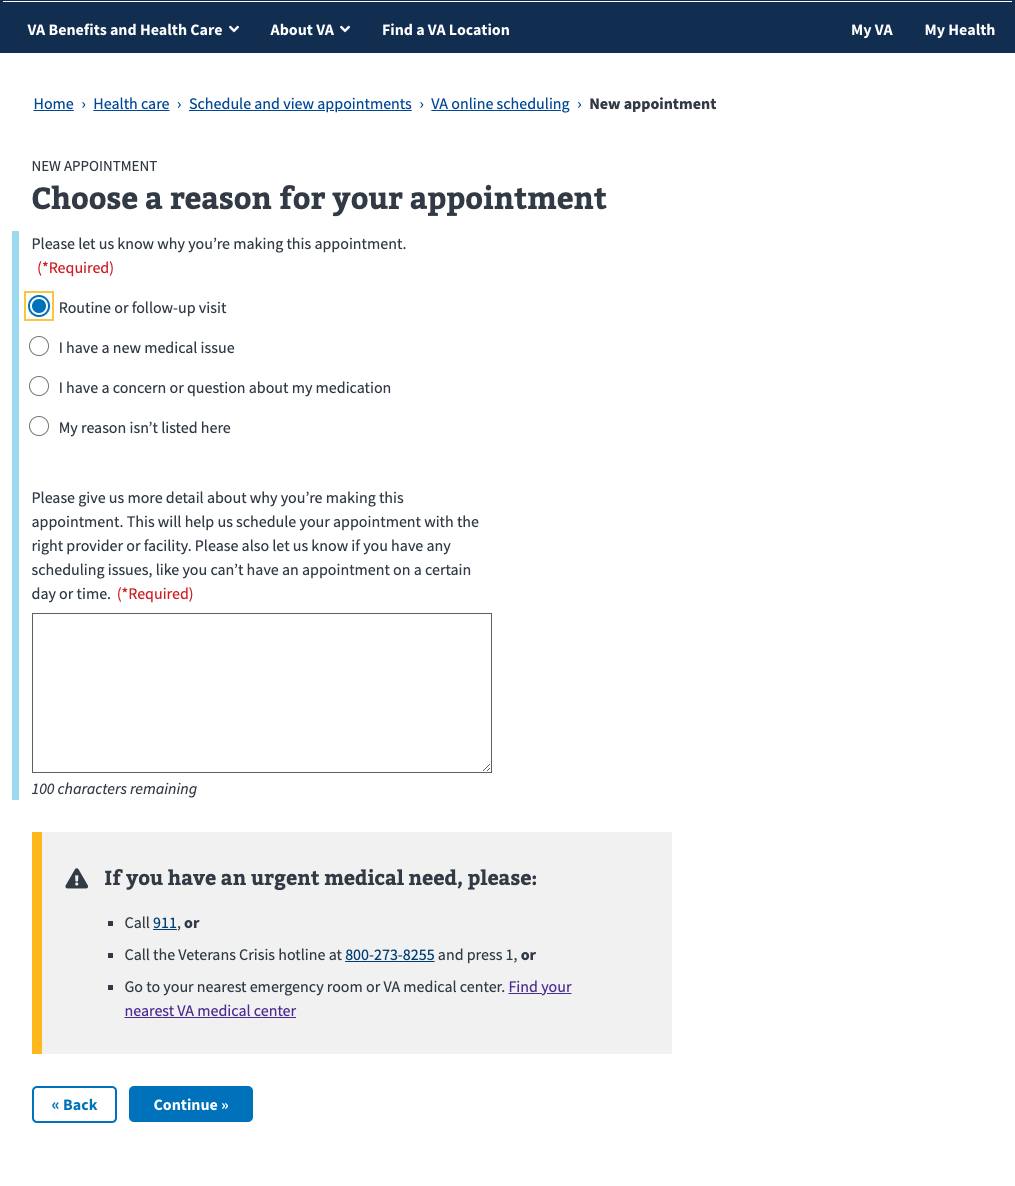 VA Benefits and Health Care About VA Find a VA Location My VA My Health
Home › Health care › Schedule and view appointments › VA online scheduling › New appointment
NEW APPOINTMENT
Choose a reason for your appointment
Please let us know why you’re making this appointment.
(*Required)
Routine or follow-up visit
I have a new medical issue
I have a concern or question about my medication
My reason isn’t listed here
Please give us more detail about why you’re making this
appointment. This will help us schedule your appointment with the
right provider or facility. Please also let us know if you have any
scheduling issues, like you can’t have an appointment on a certain
day or time. (*Required)
100 characters remaining
If you have an urgent medical need, please:
Call 911, or
Call the Veterans Crisis hotline at 800-273-8255 and press 1, or
Go to your nearest emergency room or VA medical center. Find your
nearest VA medical center
« Back Continue »